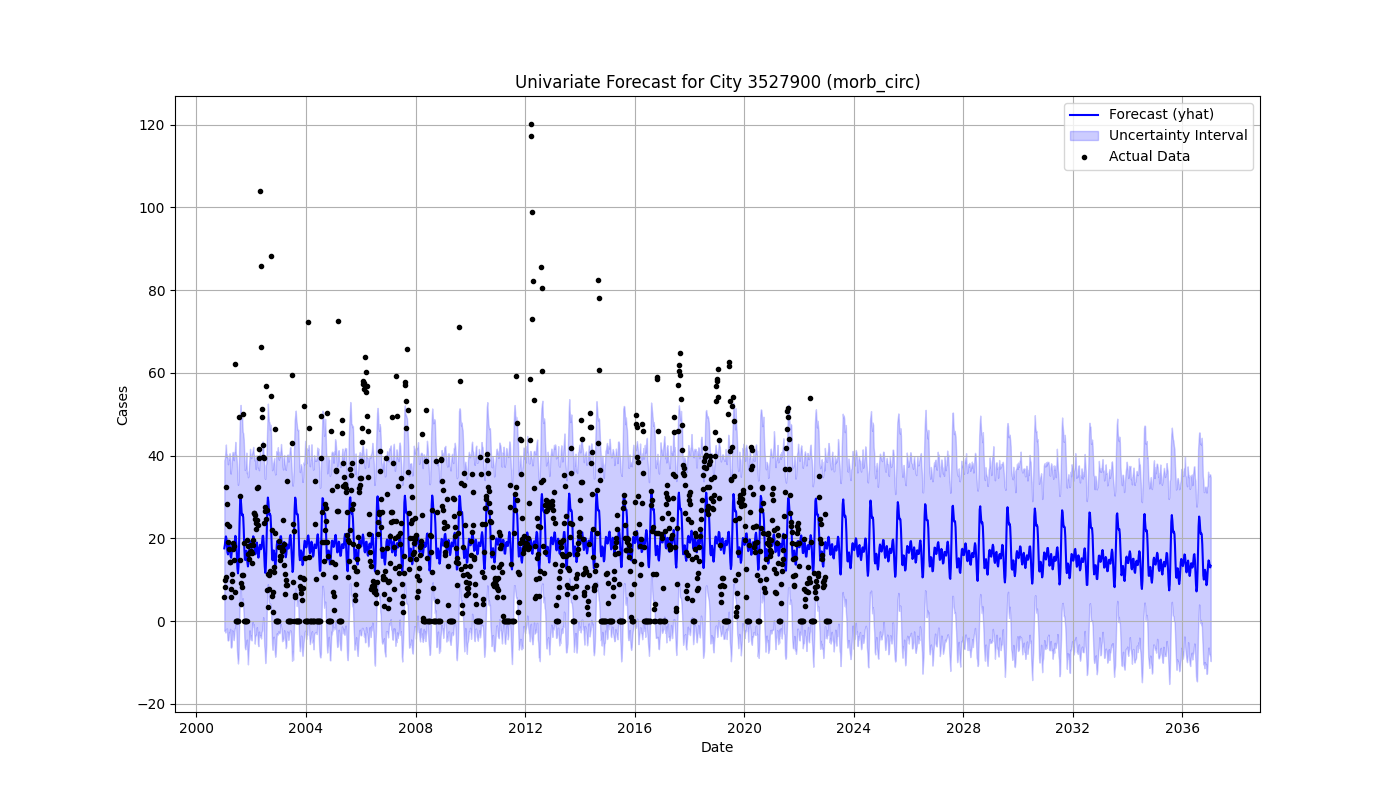 Univariate Forecast for City 3527900 (morb_circ)
Forecast (yhat)
Uncertainty Interval
Actual Data
120
100
80
60
40
20
0
−20
Cases
2000 2004 2008 2012 2016 2020 2024 2028 2032 2036
Date